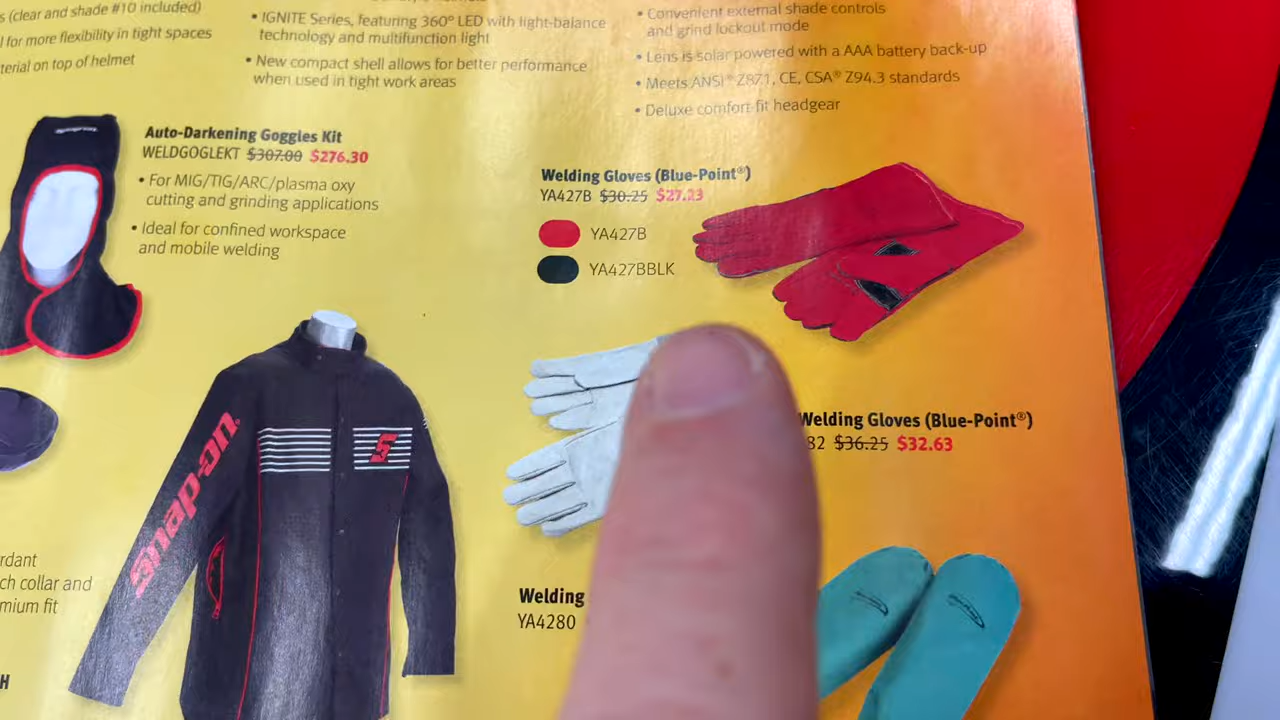 s (clear and shade #10 included)
l for more flexibility in tight spaces
terial on top of helmet
• IGNITE Series, featuring 360° LED with light-balance
technology and multifunction light
• New compact shell allows for better performance
when used in tight work areas
• Convenient external shade controls
and grind lockout mode
• Lens is solar powered with a AAA battery back-up
• Meets ANSI® Z87.1, CE, CSA® Z94.3 standards
• Deluxe comfort-fit headgear
Auto-Darkening Goggles Kit
WELDGOGLEKT $307.00 $276.30
• For MIG/TIG/ARC/plasma oxy
cutting and grinding applications
• Ideal for confined workspace
and mobile welding
Welding Gloves (Blue-Point®)
YA427B $30.25 $27.23
YA427B
YA427BBLK
Snap-on
S
Welding Gloves (Blue-Point®)
82 $36.25 $32.63
Welding
YA4280
rdant
ch collar and
mium fit
H